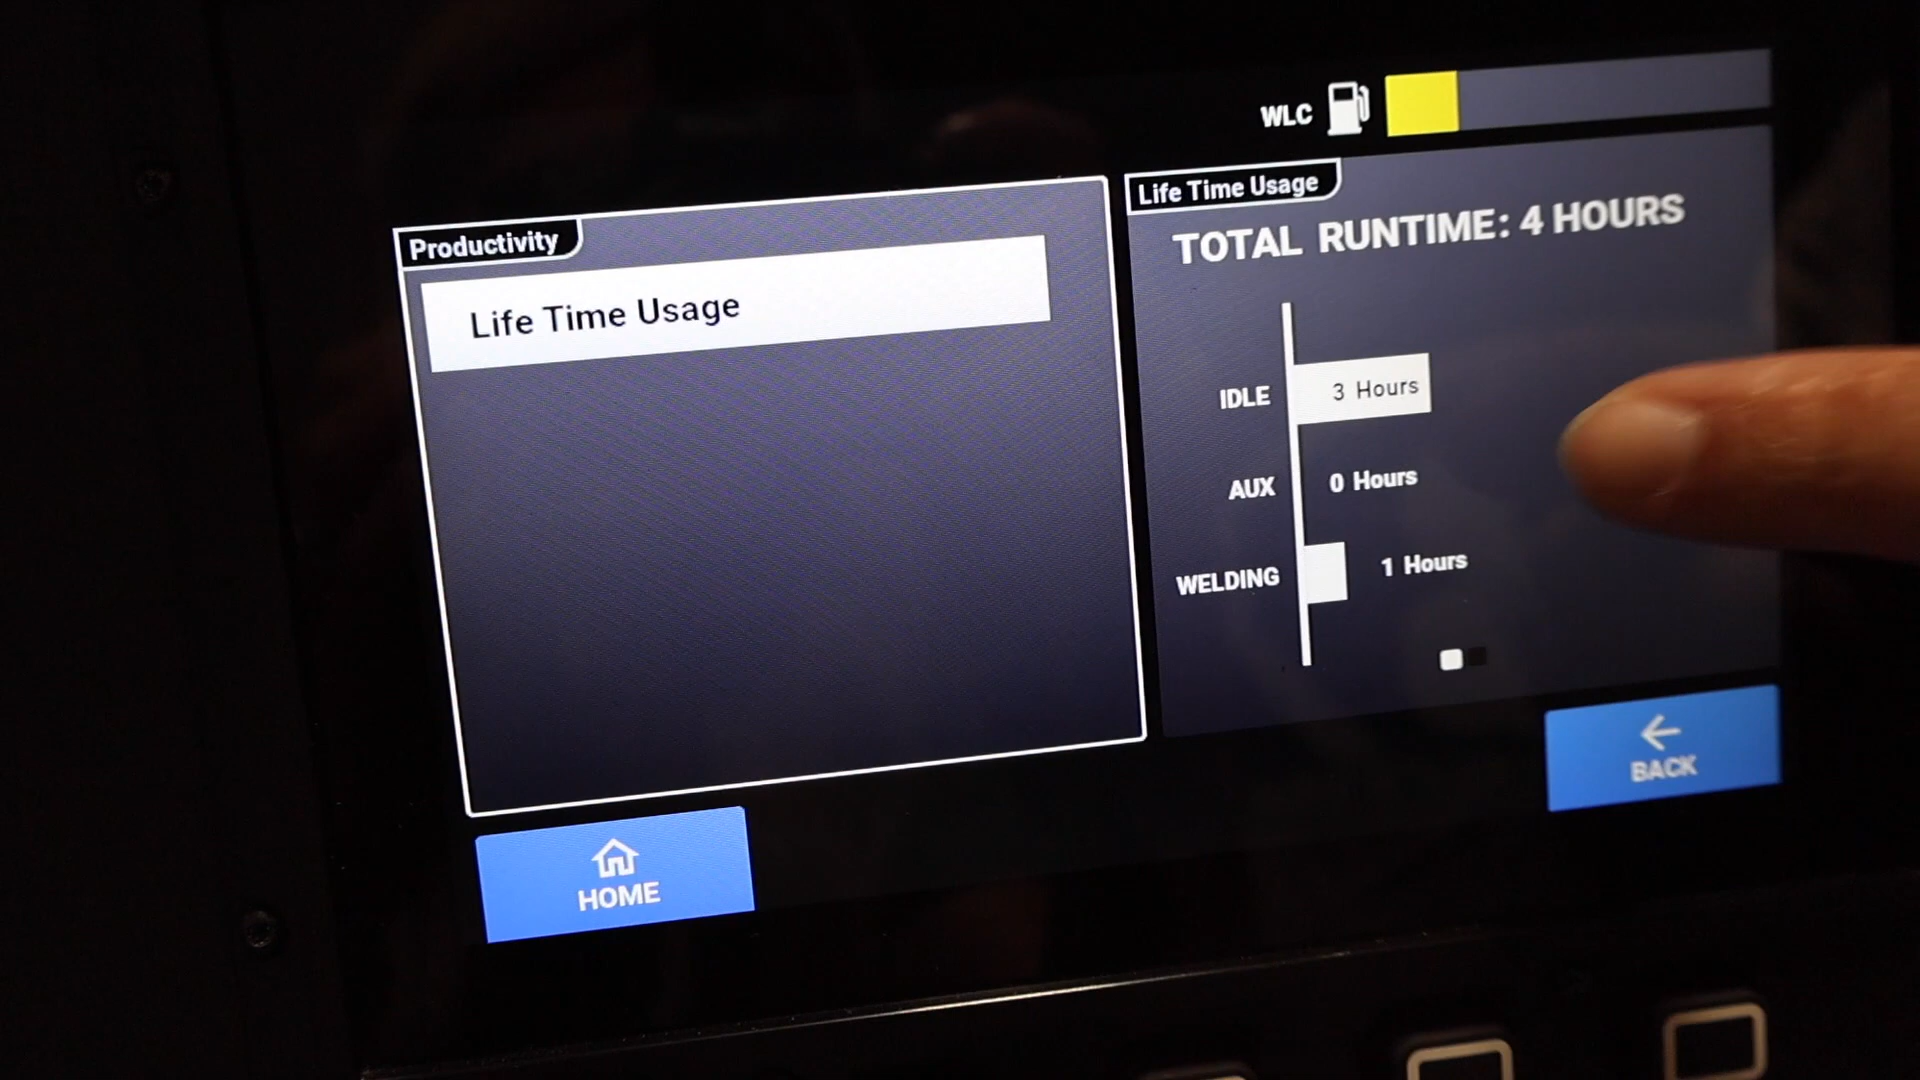 WLC
Productivity
Life Time Usage
Life Time Usage
TOTAL RUNTIME: 4 HOURS
IDLE 3 Hours
AUX 0 Hours
WELDING 1 Hours
BACK
HOME